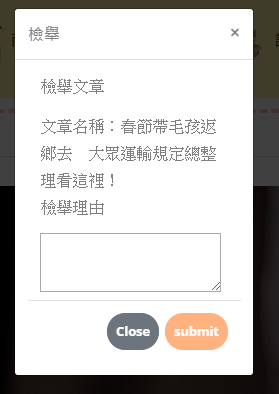 檢舉
×
檢舉文章
文章名稱：春節帶毛孩返
鄉去　大眾運輸規定總整
理看這裡！
檢舉理由
Close
submit